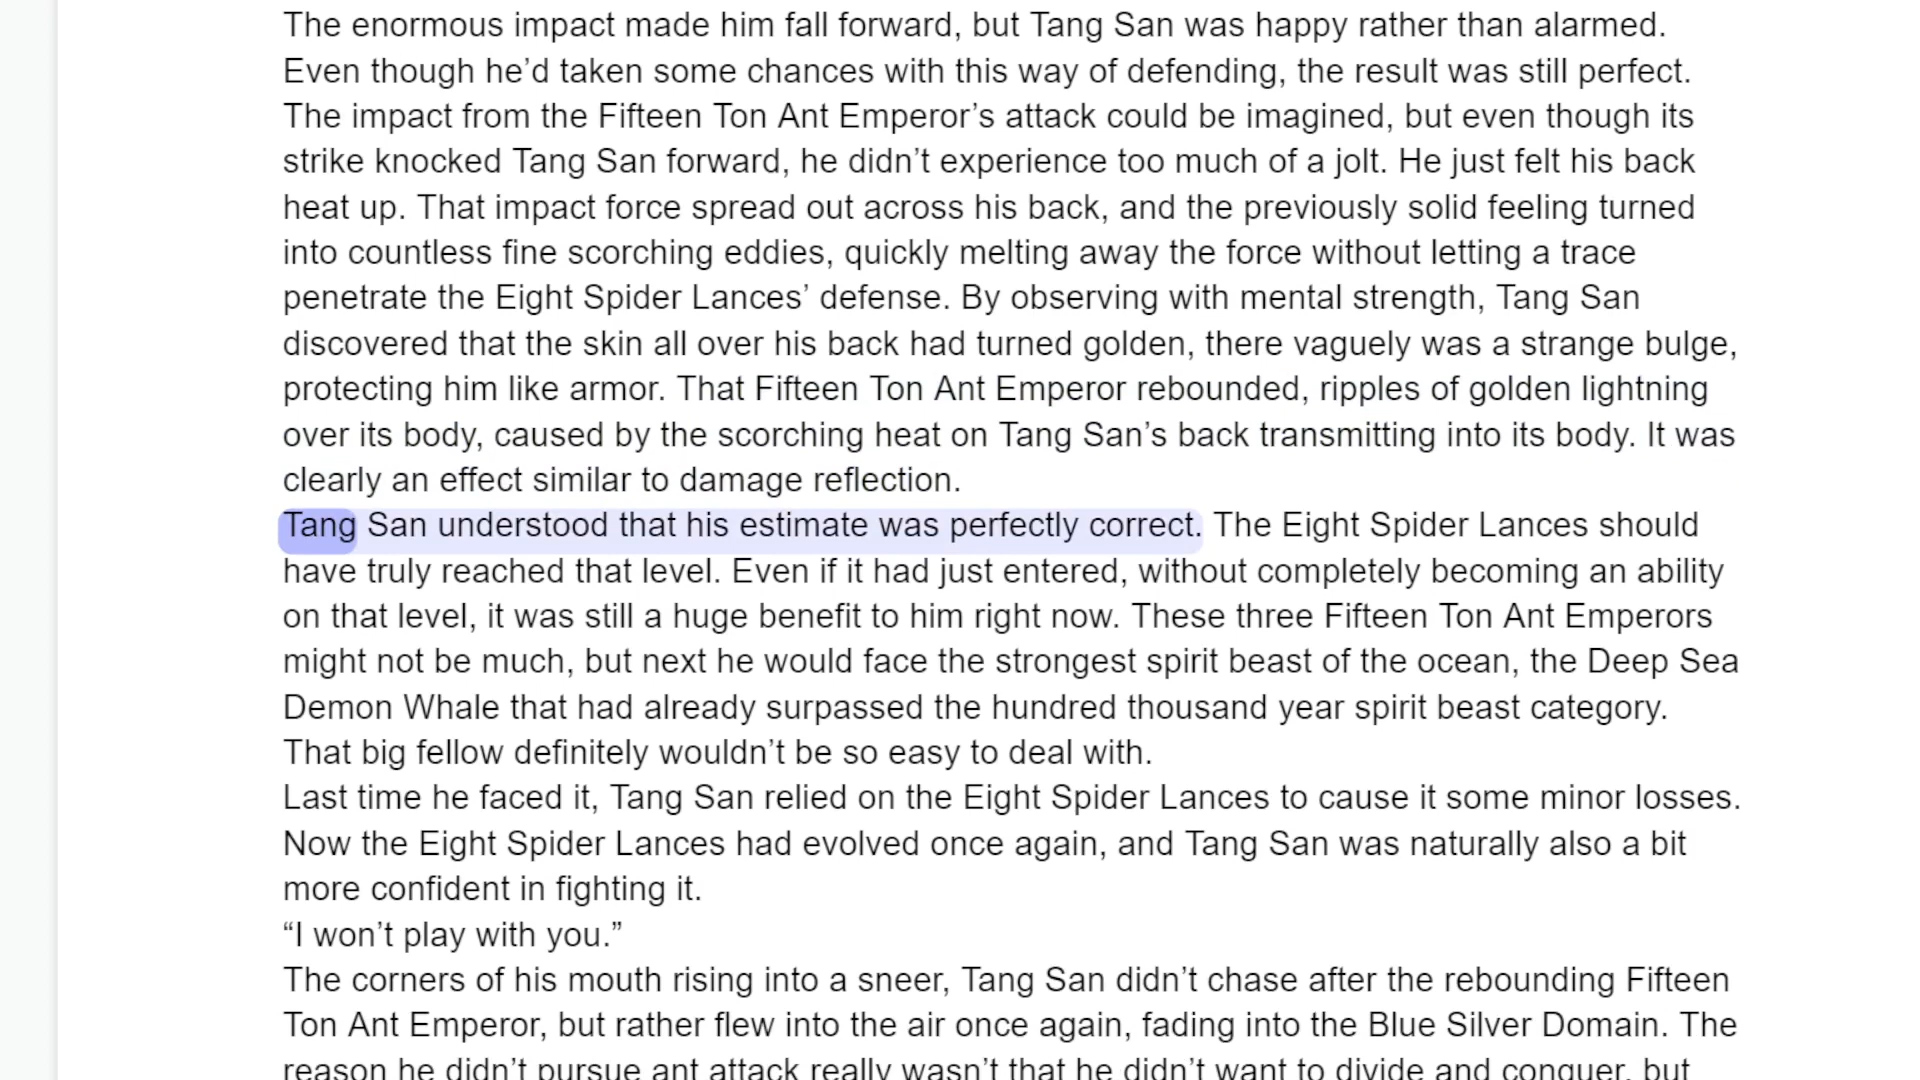 The enormous impact made him fall forward, but Tang San was happy rather than alarmed.
Even though he’d taken some chances with this way of defending, the result was still perfect.
The impact from the Fifteen Ton Ant Emperor’s attack could be imagined, but even though its
strike knocked Tang San forward, he didn’t experience too much of a jolt. He just felt his back
heat up. That impact force spread out across his back, and the previously solid feeling turned
into countless fine scorching eddies, quickly melting away the force without letting a trace
penetrate the Eight Spider Lances’ defense. By observing with mental strength, Tang San
discovered that the skin all over his back had turned golden, there vaguely was a strange bulge,
protecting him like armor. That Fifteen Ton Ant Emperor rebounded, ripples of golden lightning
over its body, caused by the scorching heat on Tang San’s back transmitting into its body. It was
clearly an effect similar to damage reflection.
Tang San understood that his estimate was perfectly correct. The Eight Spider Lances should
have truly reached that level. Even if it had just entered, without completely becoming an ability
on that level, it was still a huge benefit to him right now. These three Fifteen Ton Ant Emperors
might not be much, but next he would face the strongest spirit beast of the ocean, the Deep Sea
Demon Whale that had already surpassed the hundred thousand year spirit beast category.
That big fellow definitely wouldn’t be so easy to deal with.
Last time he faced it, Tang San relied on the Eight Spider Lances to cause it some minor losses.
Now the Eight Spider Lances had evolved once again, and Tang San was naturally also a bit
more confident in fighting it.
“I won’t play with you.”
The corners of his mouth rising into a sneer, Tang San didn’t chase after the rebounding Fifteen
Ton Ant Emperor, but rather flew into the air once again, fading into the Blue Silver Domain. The
reason he didn’t pursue ant attack really wasn’t that he didn’t want to divide and conquer, but